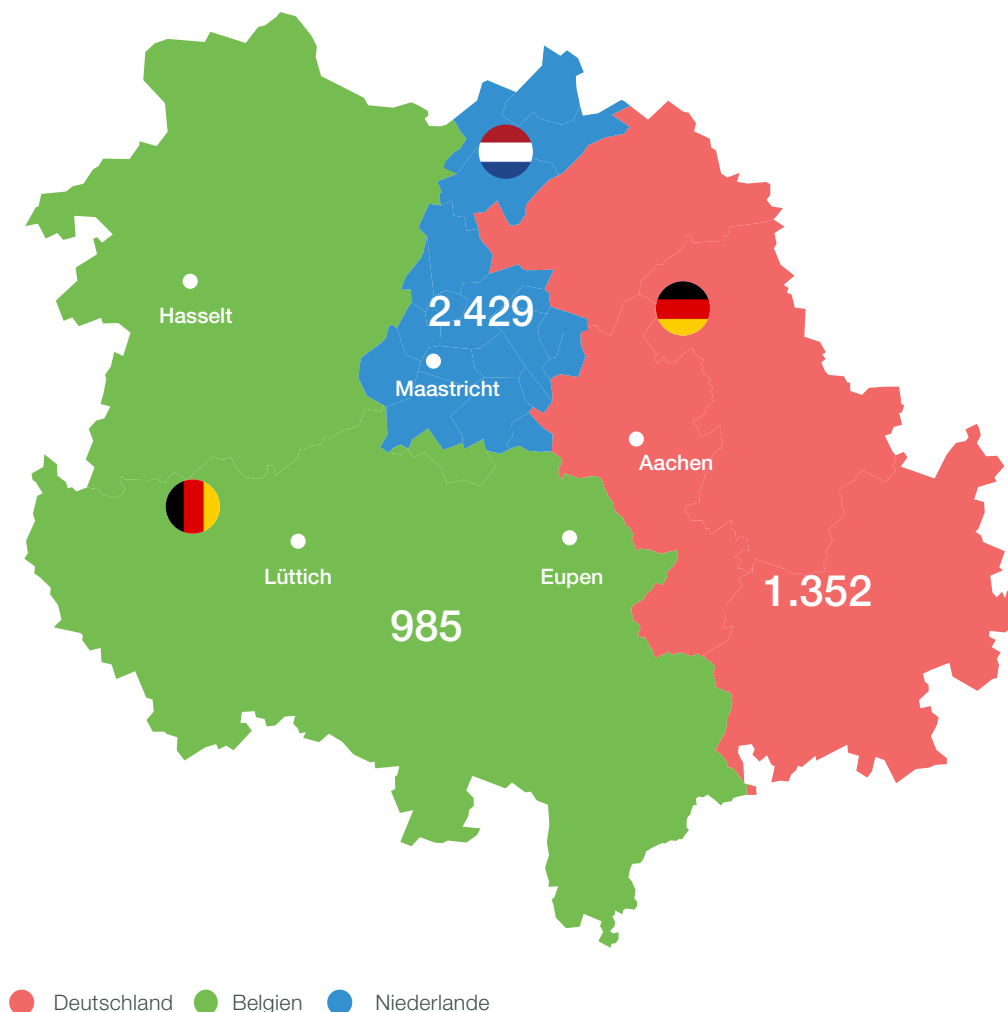 2.429
Hasselt
Maastricht
Aachen
Lüttich
Eupen
1.352
985
Deutschland Belgien Niederlande